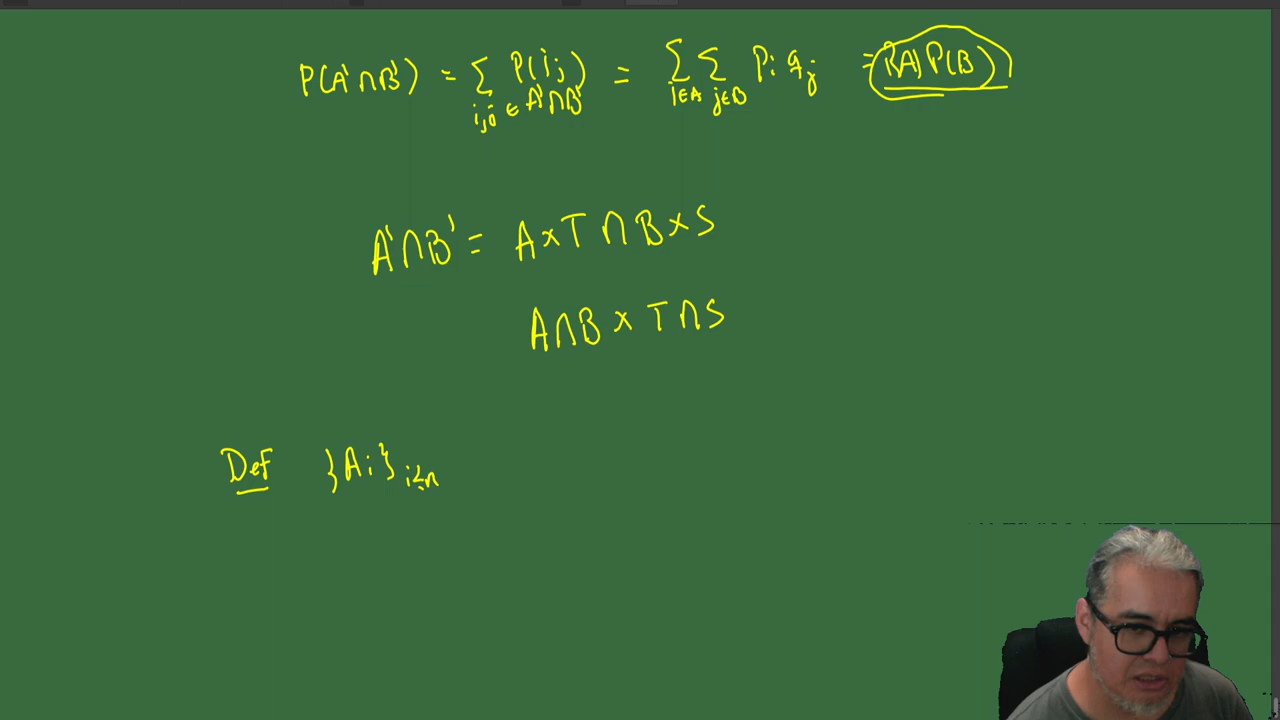 P(A'∩B') = ∑ P(i,j) = ∑ ∑ Pi qj = P(A) P(B)
i,j ∈ A'∩B' i∈A j∈B
A'∩B' = A×T ∩ B×S
A∩B × T∩S
Def {Ai} i≤n